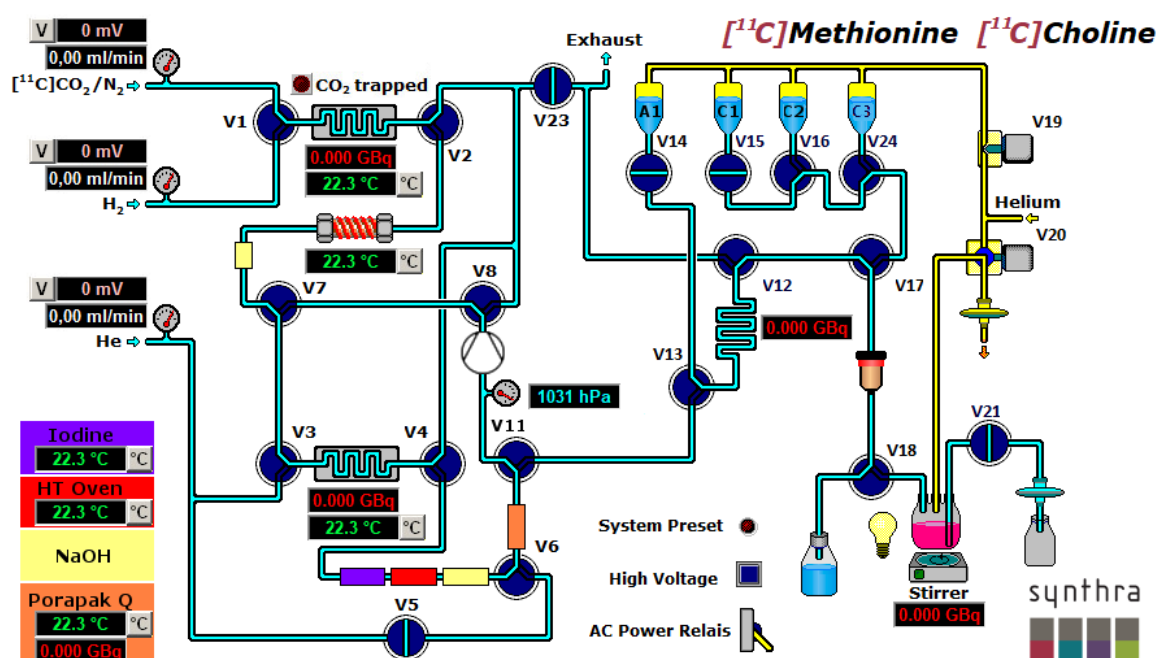 [¹¹C]Methionine [¹¹C]Choline
V 0 mV
0,00 ml/min
[¹¹C]CO₂/N₂
CO₂ trapped
Exhaust
V1
V2
V23
0.000 GBq
22.3 °C °C
V 0 mV
0,00 ml/min
H₂
A1 C1 C2 C3
V14 V15 V16 V24
V19
Helium
V20
22.3 °C °C
V7
V8
V12
V17
V 0 mV
0,00 ml/min
He
0.000 GBq
V13
1031 hPa
V3
V4
V11
V18
V21
Iodine
22.3 °C °C
HT Oven
22.3 °C °C
NaOH
Porapak Q
22.3 °C °C
0.000 GBq
0.000 GBq
22.3 °C °C
V6
V5
System Preset
High Voltage
AC Power Relais
Stirrer
0.000 GBq
synthra